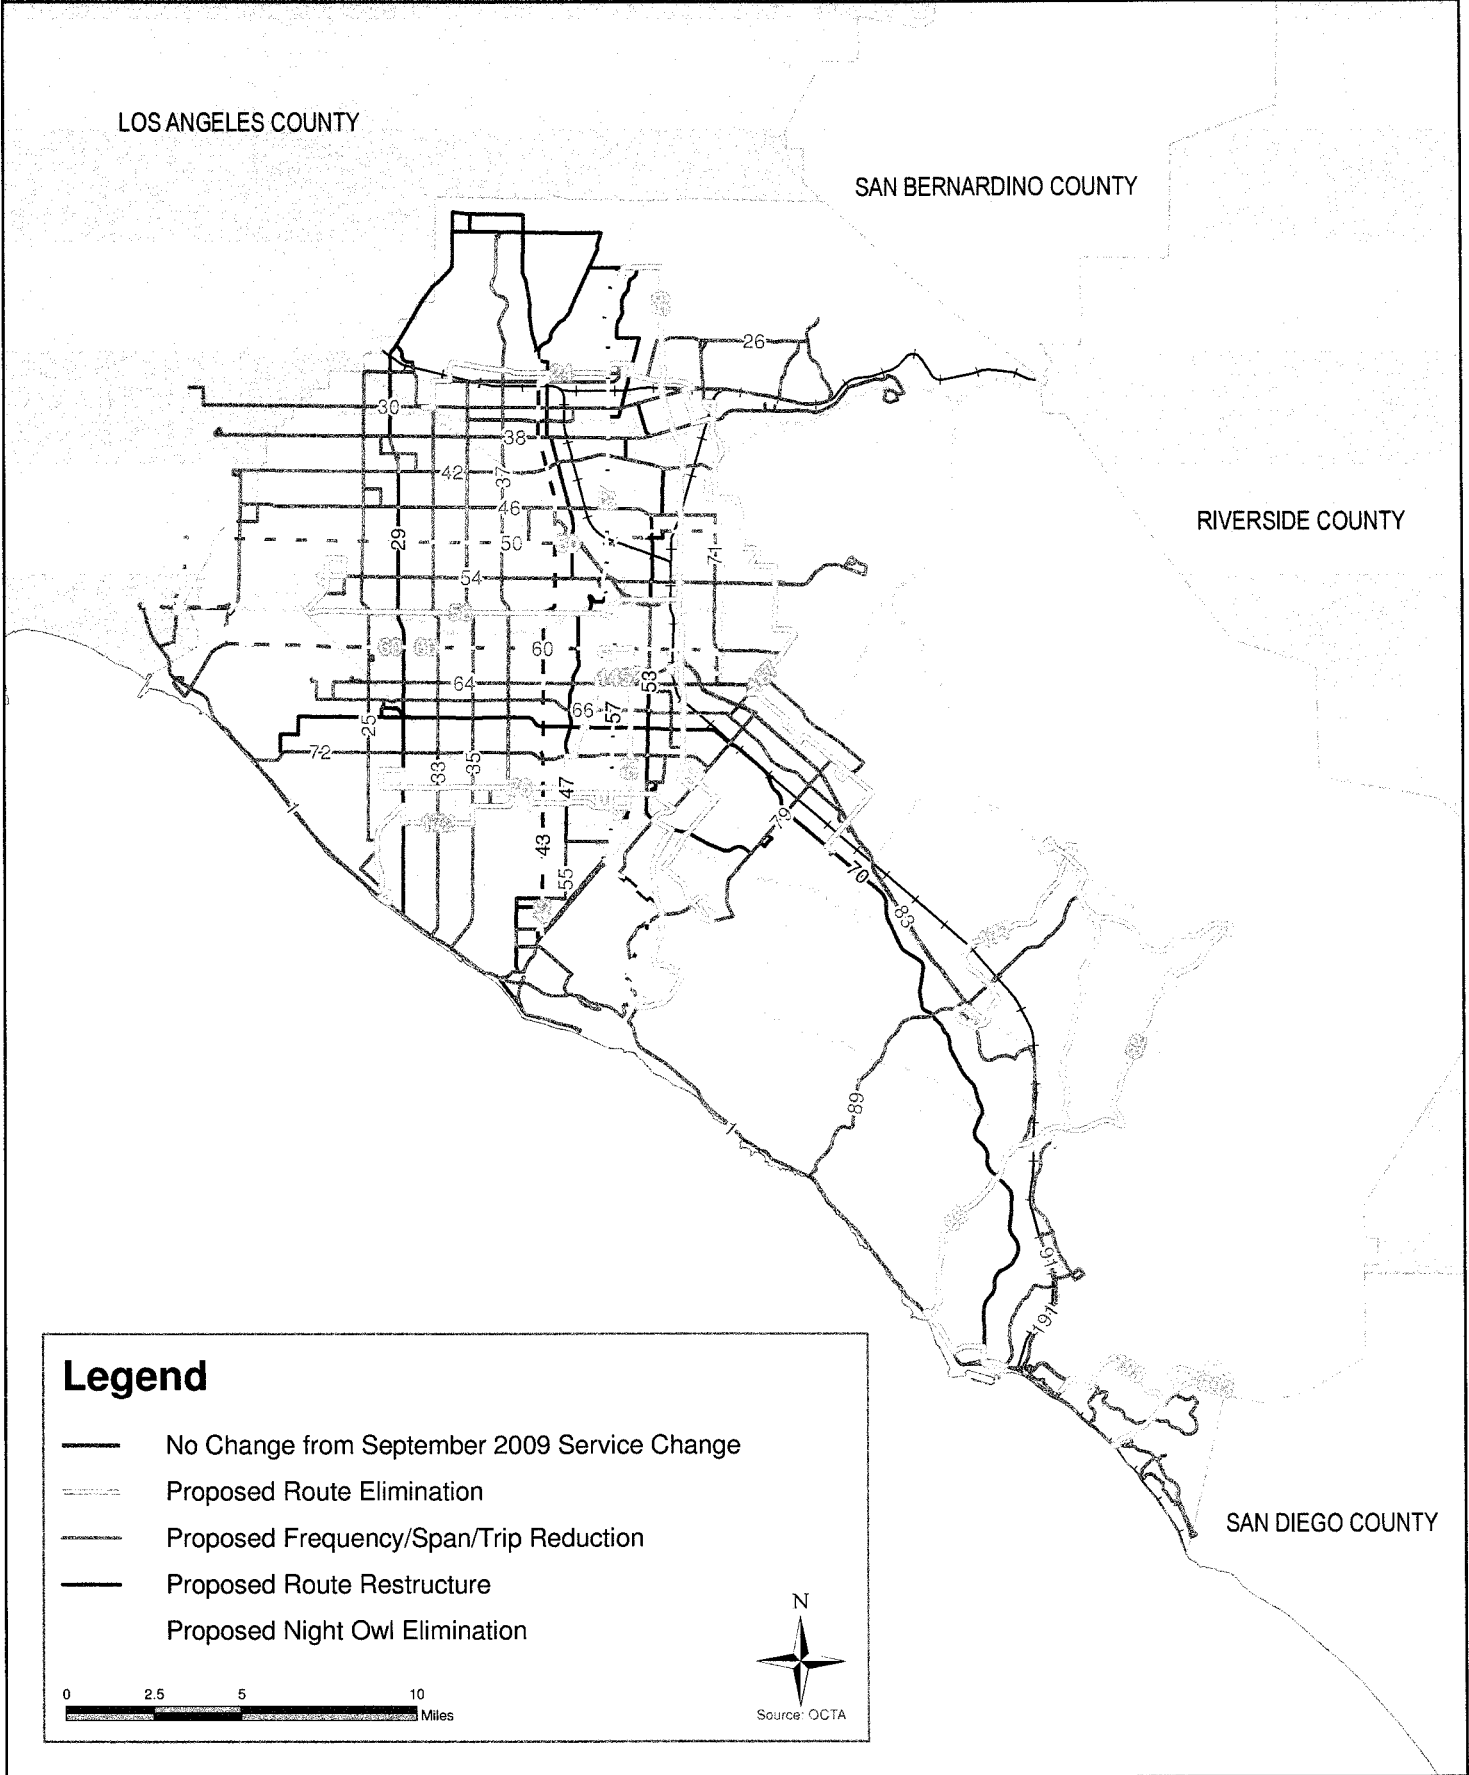 LOS ANGELES COUNTY
SAN BERNARDINO COUNTY
26
30
38
42
37
46
RIVERSIDE COUNTY
29
50
71
54
60
64
53
66
57
25
72
33
35
47
1
79
43
70
55
83
89
1
91
191
Legend
No Change from September 2009 Service Change
Proposed Route Elimination
Proposed Frequency/Span/Trip Reduction
Proposed Route Restructure
Proposed Night Owl Elimination
SAN DIEGO COUNTY
N
0 2.5 5 10
Miles
Source: OCTA